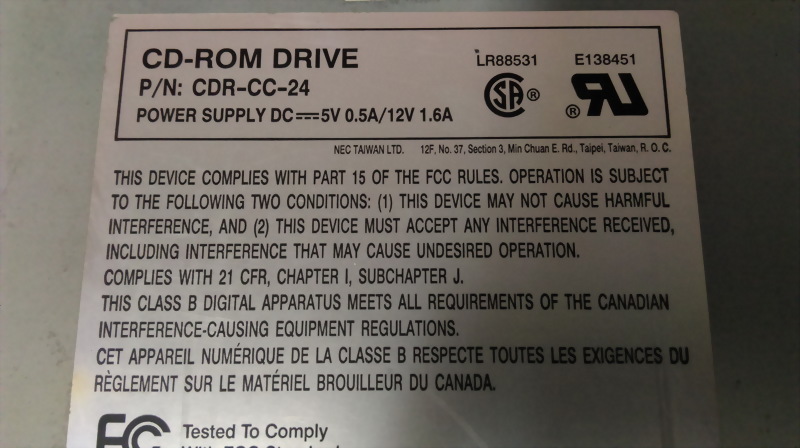 CD-ROM DRIVE
P/N: CDR-CC-24
POWER SUPPLY DC⎓5V 0.5A/12V 1.6A
LR88531
E138451
SA®
®RU
NEC TAIWAN LTD. 12F, No. 37, Section 3, Min Chuan E. Rd., Taipei, Taiwan, R. O. C.
THIS DEVICE COMPLIES WITH PART 15 OF THE FCC RULES. OPERATION IS SUBJECT
TO THE FOLLOWING TWO CONDITIONS: (1) THIS DEVICE MAY NOT CAUSE HARMFUL
INTERFERENCE, AND (2) THIS DEVICE MUST ACCEPT ANY INTERFERENCE RECEIVED,
INCLUDING INTERFERENCE THAT MAY CAUSE UNDESIRED OPERATION.
COMPLIES WITH 21 CFR, CHAPTER I, SUBCHAPTER J.
THIS CLASS B DIGITAL APPARATUS MEETS ALL REQUIREMENTS OF THE CANADIAN
INTERFERENCE-CAUSING EQUIPMENT REGULATIONS.
CET APPAREIL NUMÉRIQUE DE LA CLASSE B RESPECTE TOUTES LES EXIGENCES DU
RÈGLEMENT SUR LE MATÉRIEL BROUILLEUR DU CANADA.
FC Tested To Comply